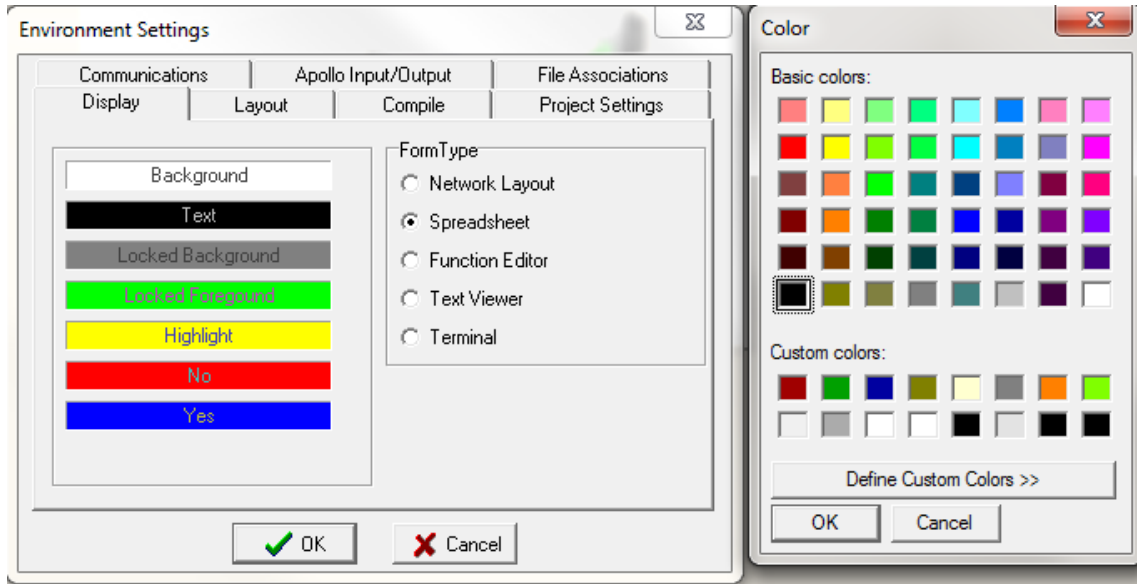 Environment Settings
Communications
Apollo Input/Output
File Associations
Display
Layout
Compile
Project Settings
Background
Text
Locked Background
Locked Foregound
Highlight
No
Yes
FormType
Network Layout
Spreadsheet
Function Editor
Text Viewer
Terminal
OK
Cancel
Color
Basic colors:
Custom colors:
Define Custom Colors >>
OK
Cancel